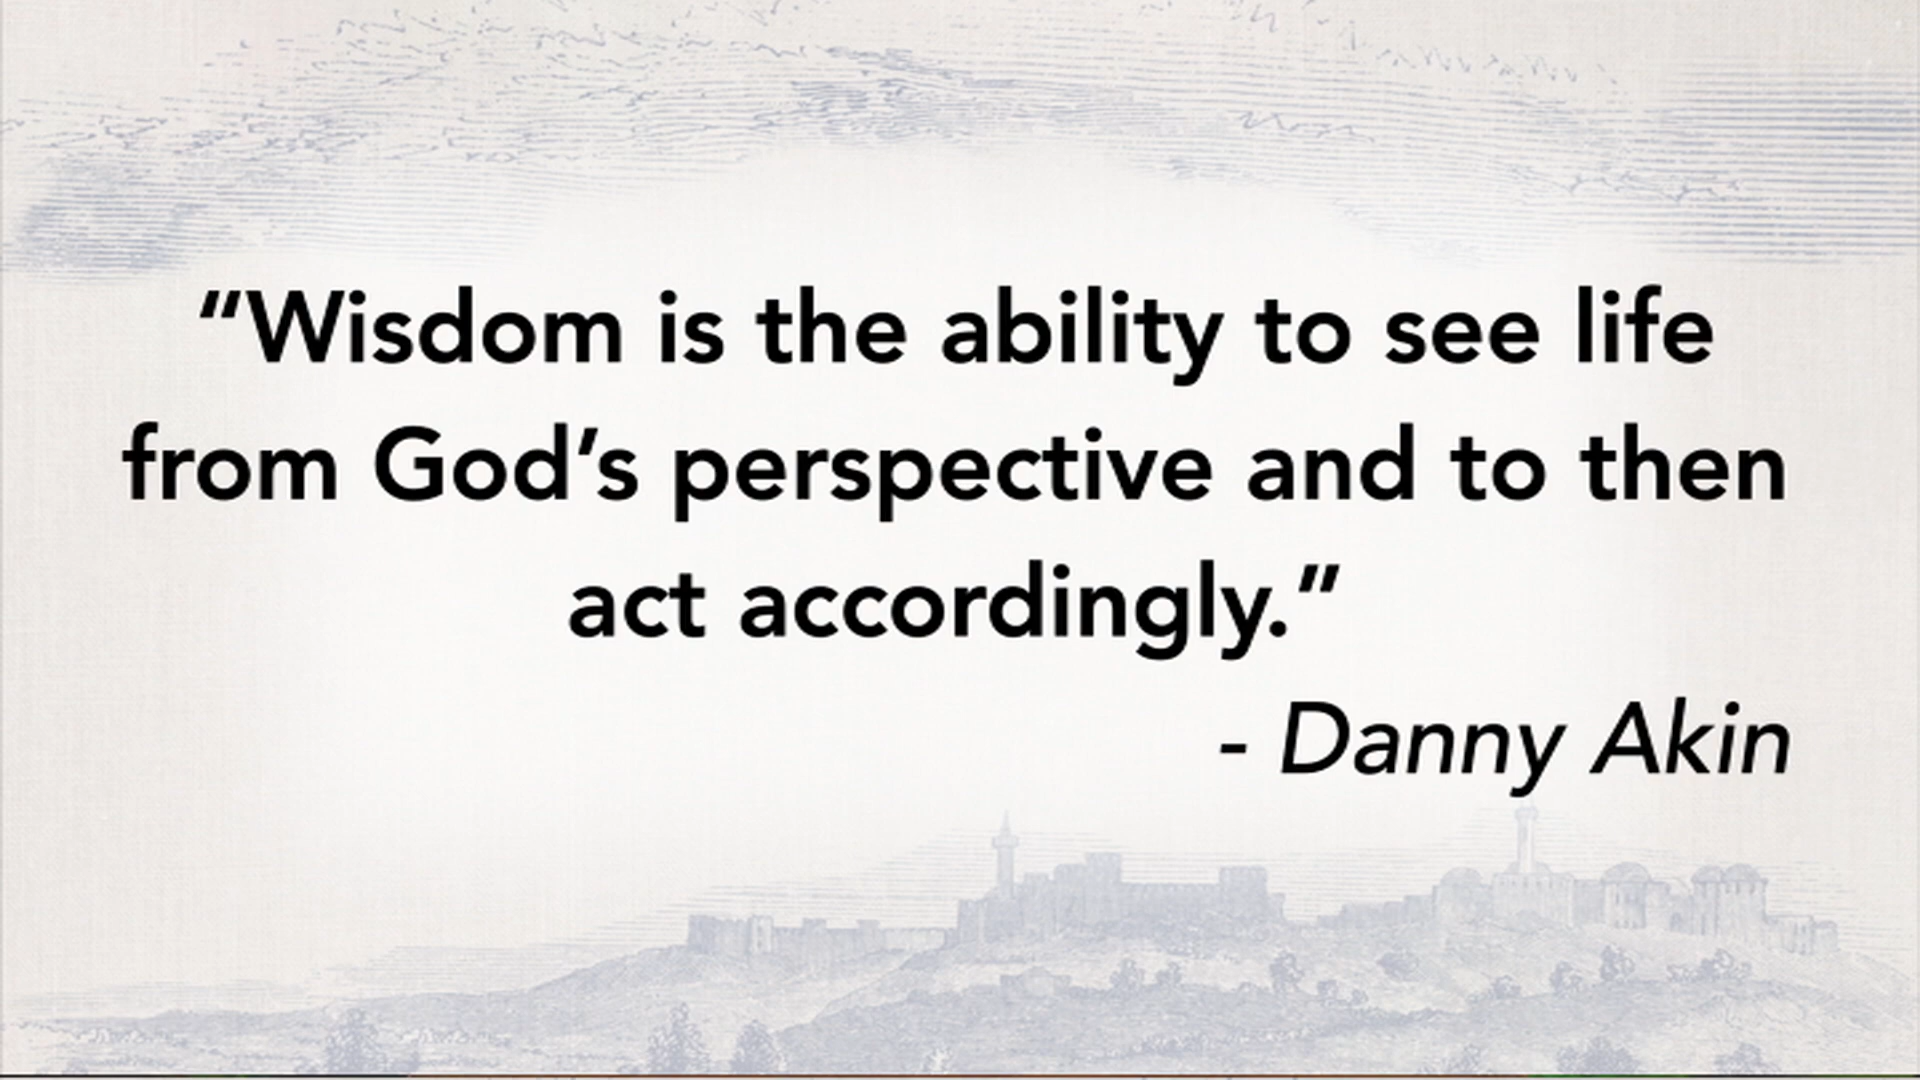 “Wisdom is the ability to see life
from God’s perspective and to then
act accordingly.”
- Danny Akin